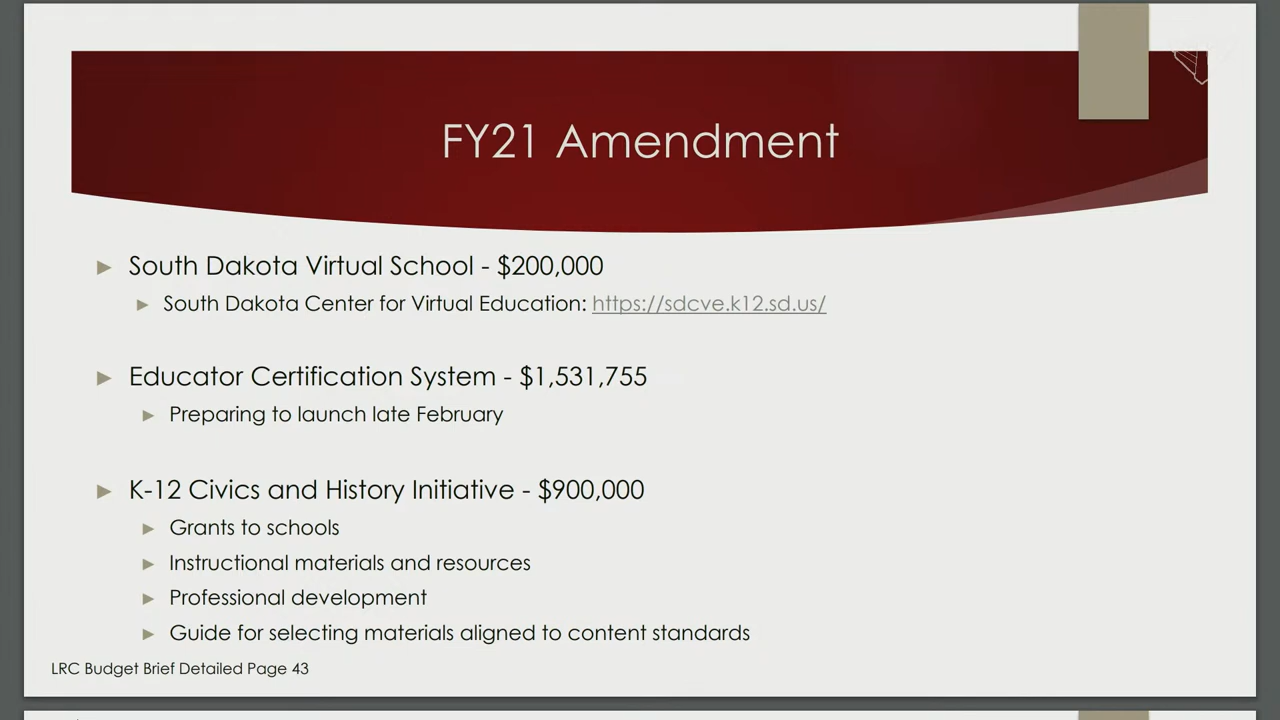 FY21 Amendment
South Dakota Virtual School - $200,000
South Dakota Center for Virtual Education: https://sdcve.k12.sd.us/
Educator Certification System - $1,531,755
Preparing to launch late February
K-12 Civics and History Initiative - $900,000
Grants to schools
Instructional materials and resources
Professional development
Guide for selecting materials aligned to content standards
LRC Budget Brief Detailed Page 43